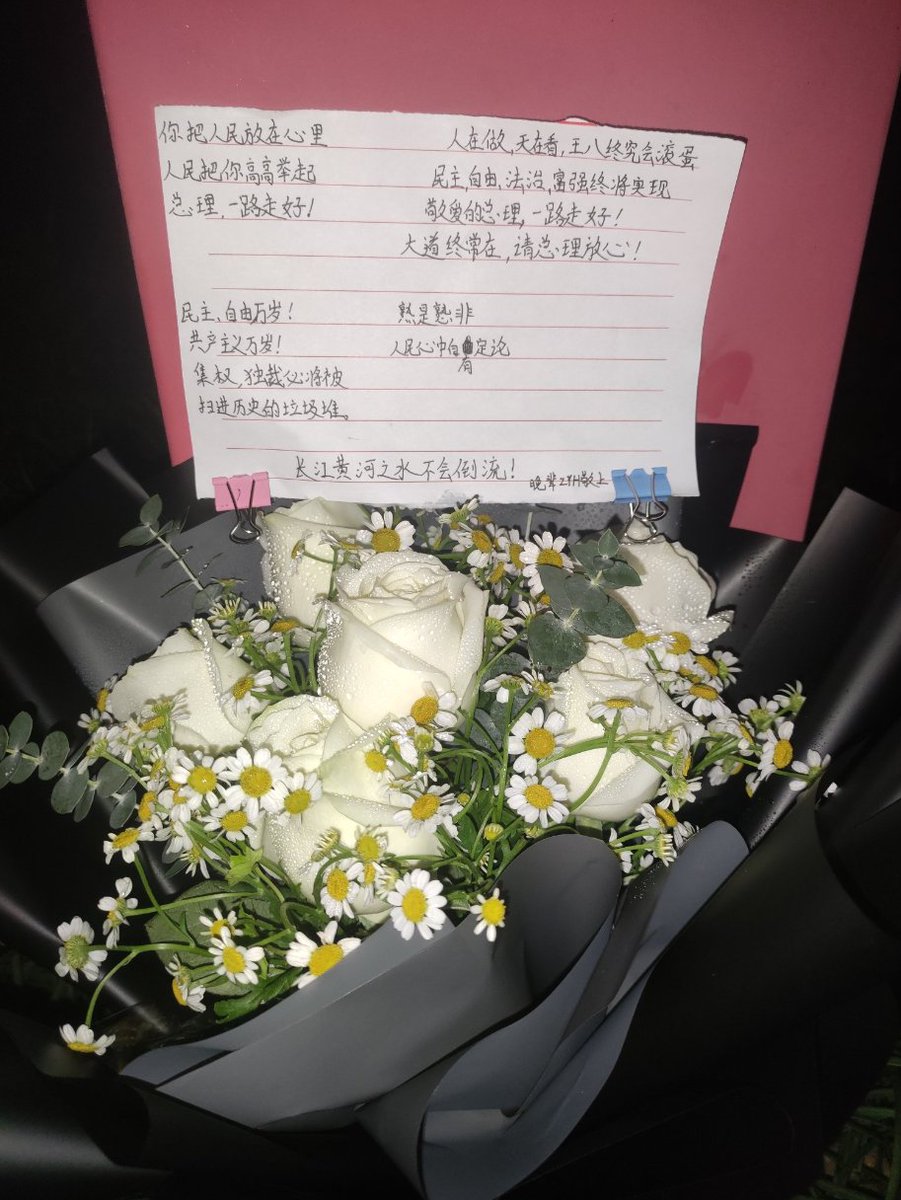 你把人民放在心里
人民把你高高举起
总理，一路走好！
人在做，天在看，王八终究会滚蛋
民主，自由，法治，富强终将实现
敬爱的总理，一路走好！
大道终常在，请总理放心！
民主、自由万岁！
共产主义万岁！
集权，独裁必将被
扫进历史的垃圾堆。
孰是孰非
人民心中自有定论
长江黄河之水不会倒流！
晚辈ZYH敬上